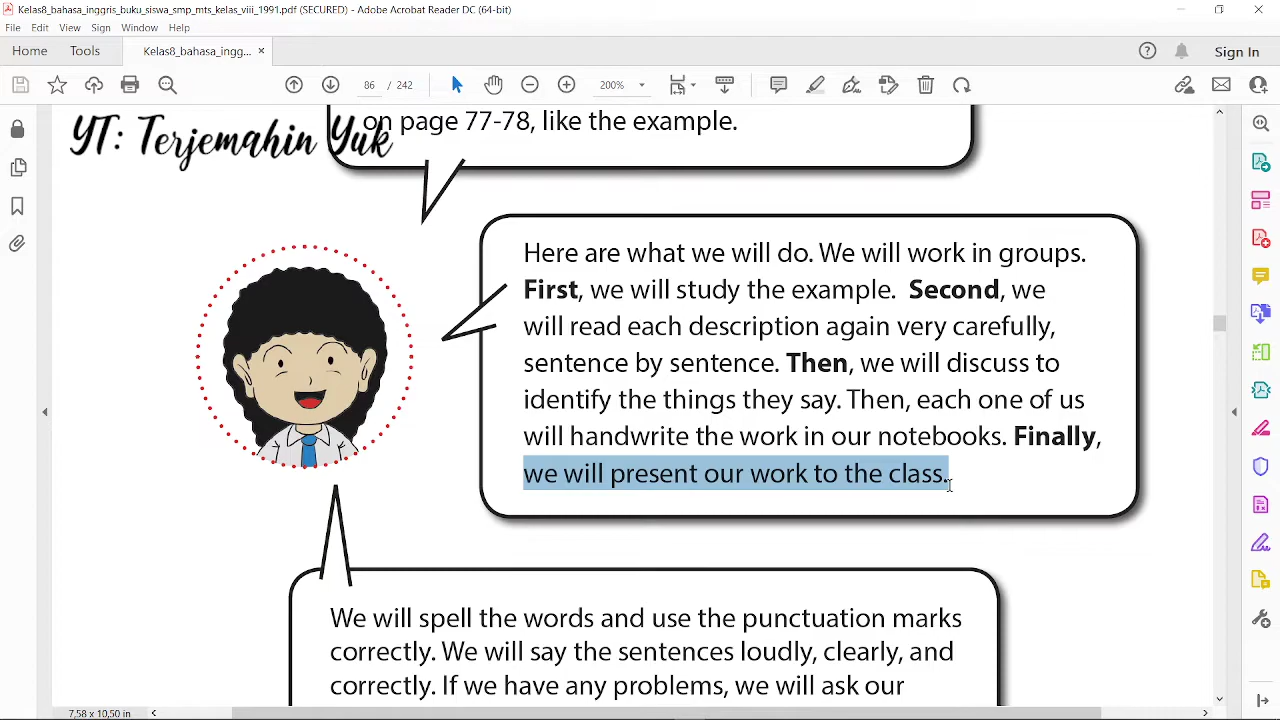 Kelas8_bahasa_inggris_buku_siswa_smp_mts_kelas_viii_1991.pdf (SECURED) - Adobe Acrobat Reader DC (64-bit)
File Edit View Sign Window Help
Home Tools Kelas8_bahasa_ingg... × Sign In
86 / 242 200%
on page 77-78, like the example.
YT: Terjemahin Yuk
Here are what we will do. We will work in groups.
First, we will study the example. Second, we
will read each description again very carefully,
sentence by sentence. Then, we will discuss to
identify the things they say. Then, each one of us
will handwrite the work in our notebooks. Finally,
we will present our work to the class.
We will spell the words and use the punctuation marks
correctly. We will say the sentences loudly, clearly, and
correctly. If we have any problems, we will ask our
7,58 x 10,50 in